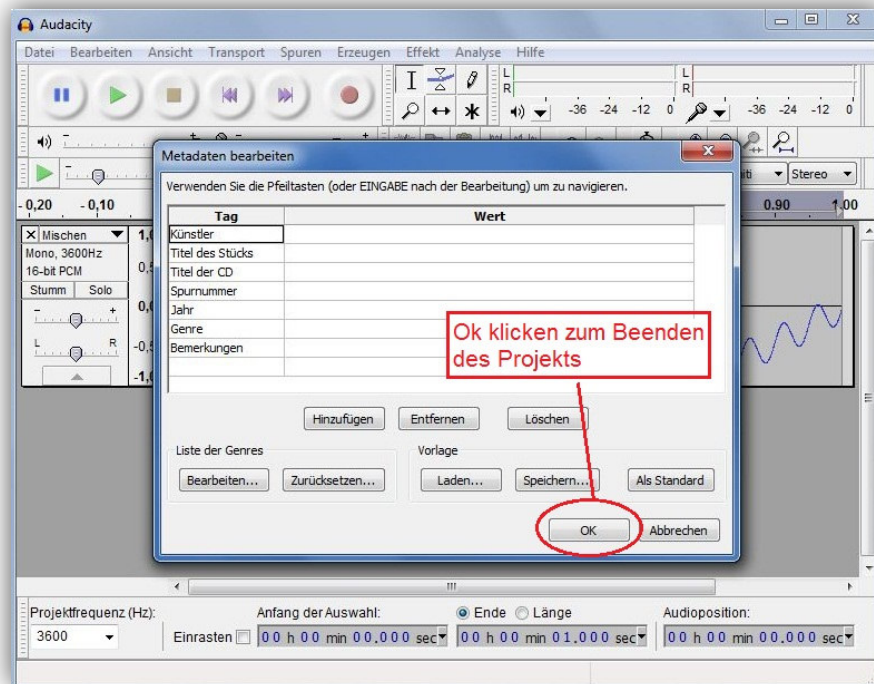 Audacity
Datei Bearbeiten Ansicht Transport Spuren Erzeugen Effekt Analyse Hilfe
L L
R R
-36 -24 -12 0 -36 -24 -12 0
Metadaten bearbeiten
Stereo
Verwenden Sie die Pfeiltasten (oder EINGABE nach der Bearbeitung) um zu navigieren.
- 0,20 - 0,10 0.90 1,00
Tag Wert
X Mischen
Mono, 3600Hz
16-bit PCM
Stumm Solo
- +
L R
Künstler
Titel des Stücks
Titel der CD
Spurnummer
Jahr
Genre
Bemerkungen
Ok klicken zum Beenden
des Projekts
Hinzufügen Entfernen Löschen
Liste der Genres Vorlage
Bearbeiten... Zurücksetzen... Laden... Speichern... Als Standard
OK Abbrechen
Projektfrequenz (Hz): Anfang der Auswahl: Ende Länge Audioposition:
3600 Einrasten 00 h 00 min 00.000 sec 00 h 00 min 01.000 sec 00 h 00 min 00.000 sec